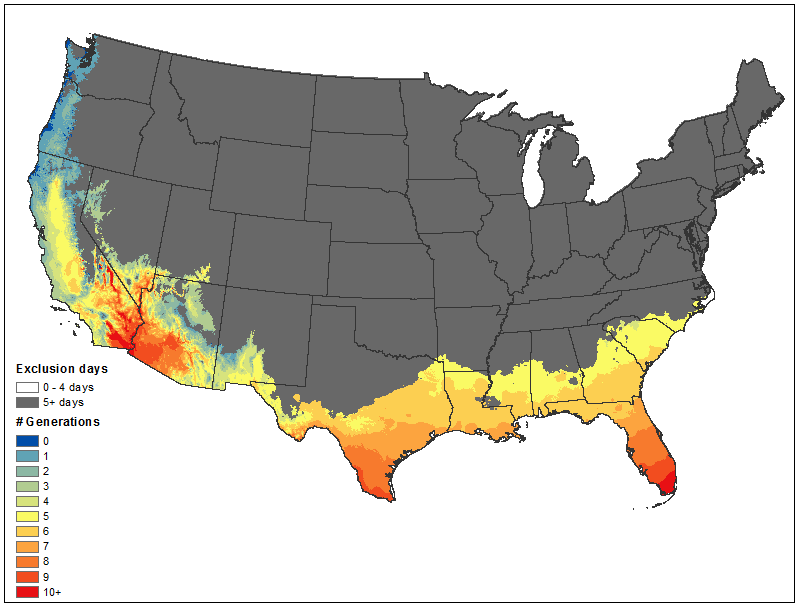 Exclusion days
0 - 4 days
5+ days
# Generations
0
1
2
3
4
5
6
7
8
9
10+